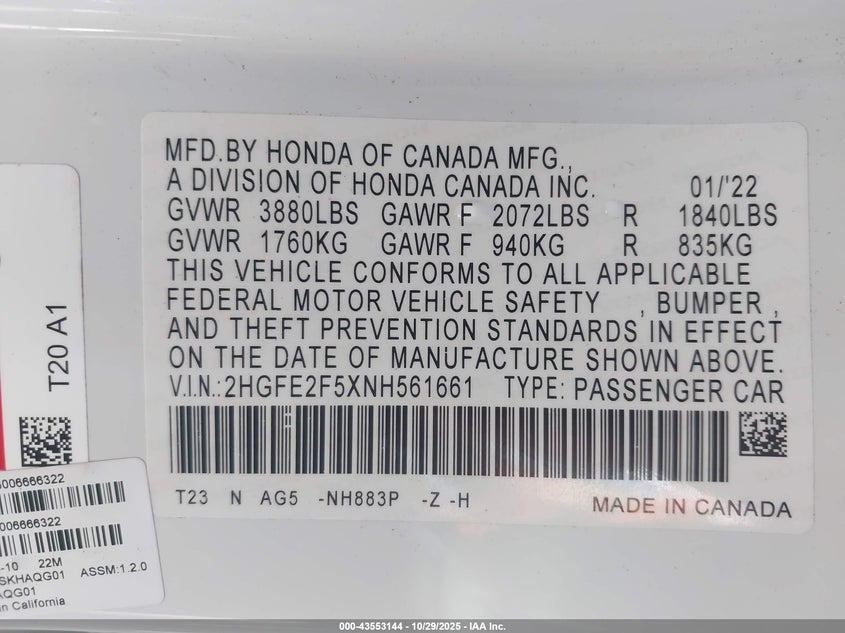 MFD.BY HONDA OF CANADA MFG.,
A DIVISION OF HONDA CANADA INC. 01/'22
GVWR 3880LBS GAWR F 2072LBS R 1840LBS
GVWR 1760KG GAWR F 940KG R 835KG
THIS VEHICLE CONFORMS TO ALL APPLICABLE
FEDERAL MOTOR VEHICLE SAFETY , BUMPER ,
AND THEFT PREVENTION STANDARDS IN EFFECT
ON THE DATE OF MANUFACTURE SHOWN ABOVE.
V.I.N.:2HGFE2F5XNH561661 TYPE: PASSENGER CAR
T23 N AG5 -NH883P -Z -H
MADE IN CANADA
T20 A1
006666322
006666322
-10 22M
SKHAQG01 ASSM:1.2.0
AQG01
in California
000-43553144 | 10/29/2025 - IAA Inc.